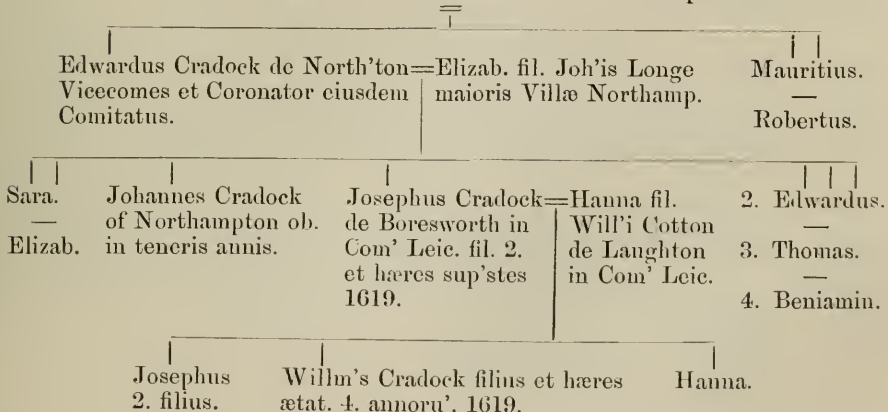 Edwardus Cradock de North'ton=Elizab. fil. Joh'is Longe
Vicecomes et Coronator eiusdem maioris Villæ Northamp.
Comitatus.
Mauritius.
Robertus.
Sara.
Elizab.
Johannes Cradock
of Northampton ob.
in teneris annis.
Josephus Cradock=Hanna fil.
de Boresworth in Will'i Cotton
Com' Leic. fil. 2. de Laughton
et hæres sup'stes in Com' Leic.
1619.
2. Edwardus.
3. Thomas.
4. Beniamin.
Josephus
2. filius.
Willm's Cradock filius et hæres
ætat. 4. annoru'. 1619.
Hanna.